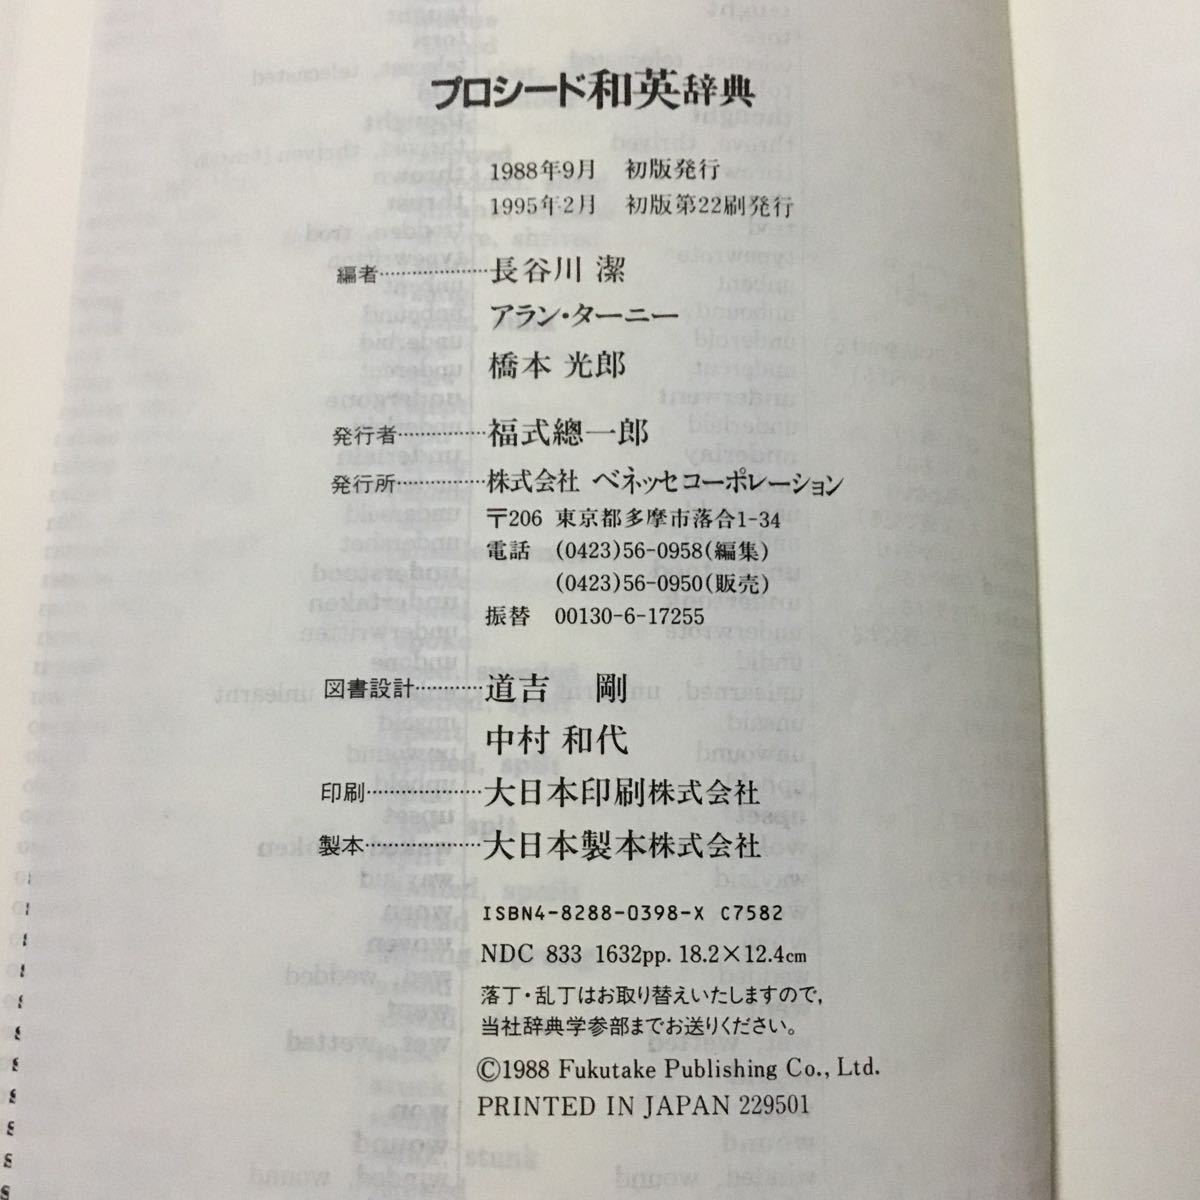 プロシード和英辞典
1988年9月 初版発行
1995年2月 初版第22刷発行
編者…………………長谷川 潔
アラン・ターニー
橋本 光郎
発行者……………福武總一郎
発行所……………株式会社 ベネッセコーポレーション
〒206 東京都多摩市落合1-34
電話 (0423)56-0958(編集)
(0423)56-0950(販売)
振替 00130-6-17255
図書設計…………道吉 剛
中村 和代
印刷…………………大日本印刷株式会社
製本…………………大日本製本株式会社
ISBN4-8288-0398-X C7582
NDC 833 1632pp. 18.2×12.4cm
落丁・乱丁はお取り替えいたしますので,
当社辞典学参部までお送りください。
©1988 Fukutake Publishing Co., Ltd.
PRINTED IN JAPAN 229501